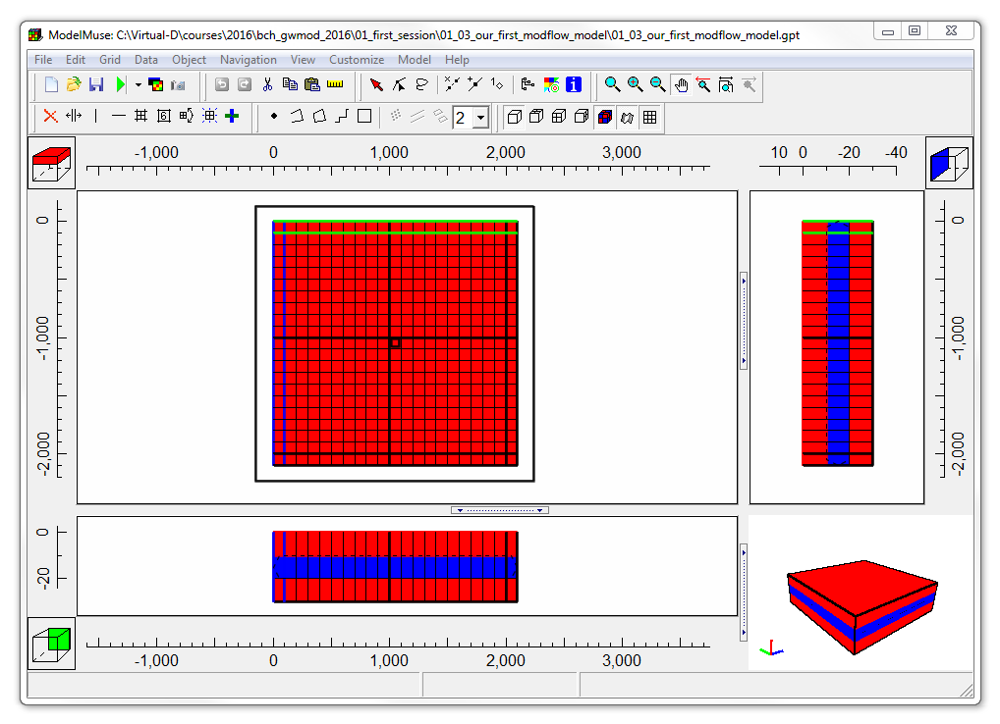 ModelMuse: C:\Virtual-D\courses\2016\bch_gwmod_2016\01_first_session\01_03_our_first_modflow_model\01_03_our_first_modflow_model.gpt
File Edit Grid Data Object Navigation View Customize Model Help
2
-1,000 0 1,000 2,000 3,000 10 0 -20 -40
0 -1,000 -2,000
0 -1,000 -2,000
0 -20
-1,000 0 1,000 2,000 3,000